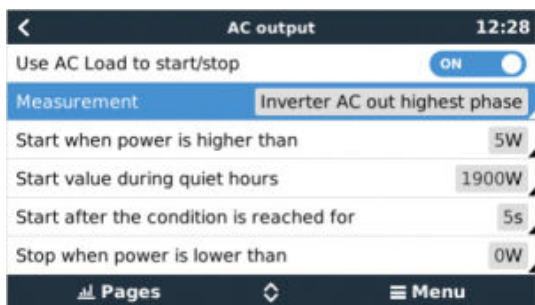 AC output 12:28
Use AC Load to start/stop ON
Measurement Inverter AC out highest phase
Start when power is higher than 5W
Start value during quiet hours 1900W
Start after the condition is reached for 5s
Stop when power is lower than 0W
Pages Menu